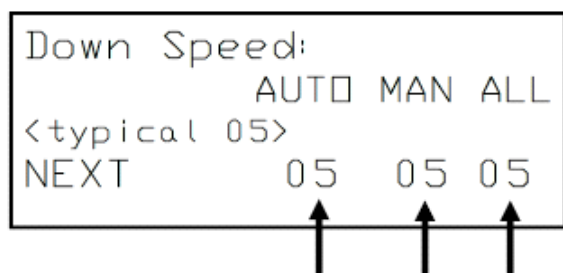 Down Speed:
AUTO MAN ALL
<typical 05>
NEXT 05 05 05